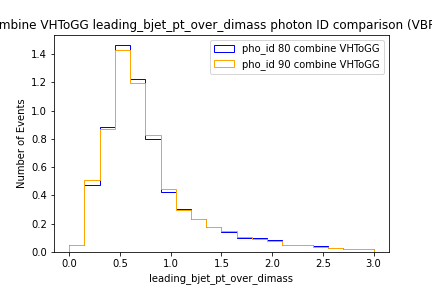 mbine VHToGG leading_bjet_pt_over_dimass photon ID comparison (VBF
pho_id 80 combine VHToGG
pho_id 90 combine VHToGG
Number of Events
1.4
1.2
1.0
0.8
0.6
0.4
0.2
0.0
0.0 0.5 1.0 1.5 2.0 2.5 3.0
leading_bjet_pt_over_dimass